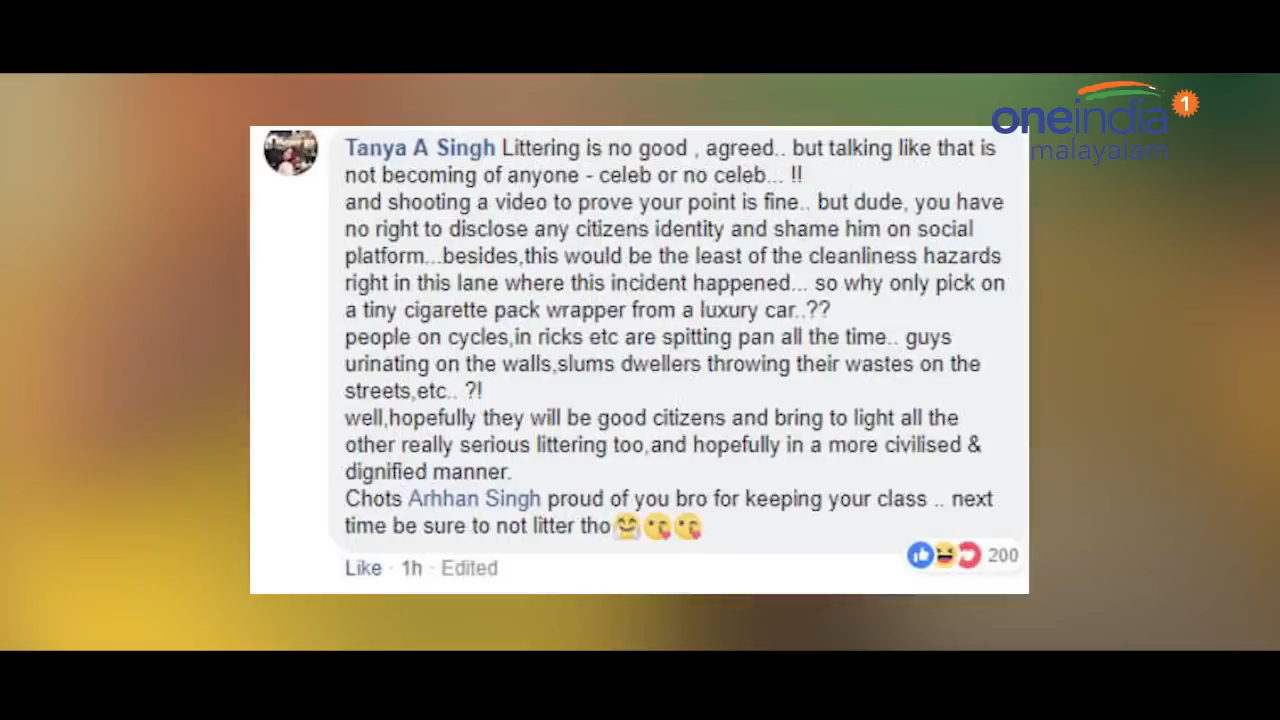 oneindia 1
malayalam
Tanya A Singh Littering is no good , agreed.. but talking like that is
not becoming of anyone - celeb or no celeb... !!
and shooting a video to prove your point is fine.. but dude, you have
no right to disclose any citizens identity and shame him on social
platform...besides,this would be the least of the cleanliness hazards
right in this lane where this incident happened... so why only pick on
a tiny cigarette pack wrapper from a luxury car..??
people on cycles,in ricks etc are spitting pan all the time.. guys
urinating on the walls,slums dwellers throwing their wastes on the
streets,etc.. ?!
well,hopefully they will be good citizens and bring to light all the
other really serious littering too,and hopefully in a more civilised &
dignified manner.
Chots Arhhan Singh proud of you bro for keeping your class .. next
time be sure to not litter tho🤗😘😘
200
Like · 1h · Edited